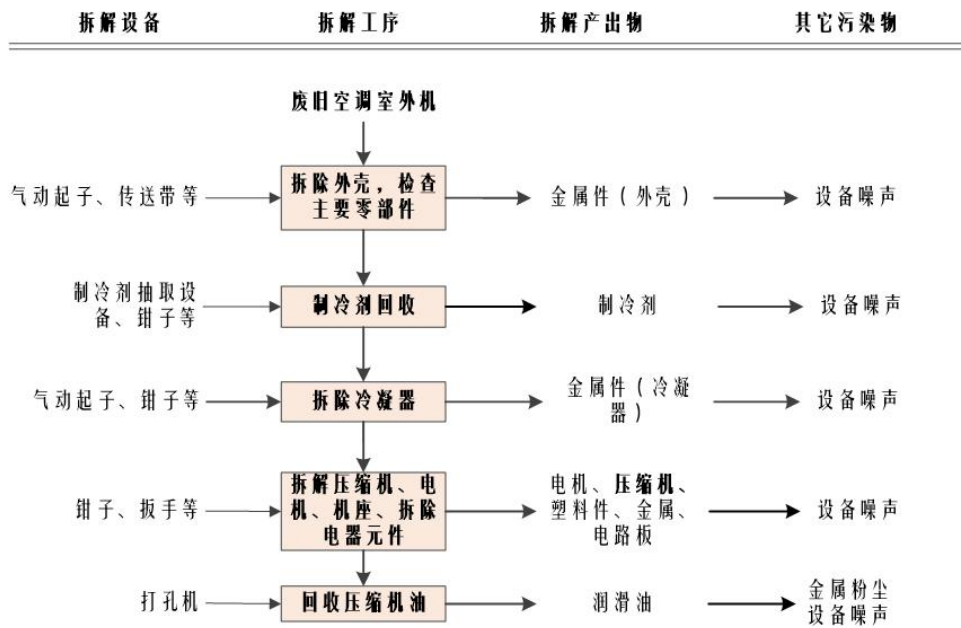 拆解设备 拆解工序 拆解产出物 其它污染物
废旧空调室外机
气动起子、传送带等
拆除外壳，检查
主要零部件
金属件（外壳）
设备噪声
制冷剂抽取设
备、钳子等
制冷剂回收
制冷剂
设备噪声
气动起子、钳子等
拆除冷凝器
金属件（冷凝
器）
设备噪声
钳子、扳手等
拆解压缩机、电
机、机座、拆除
电器元件
电机、压缩机、
塑料件、金属、
电路板
设备噪声
打孔机
回收压缩机油
润滑油
金属粉尘
设备噪声